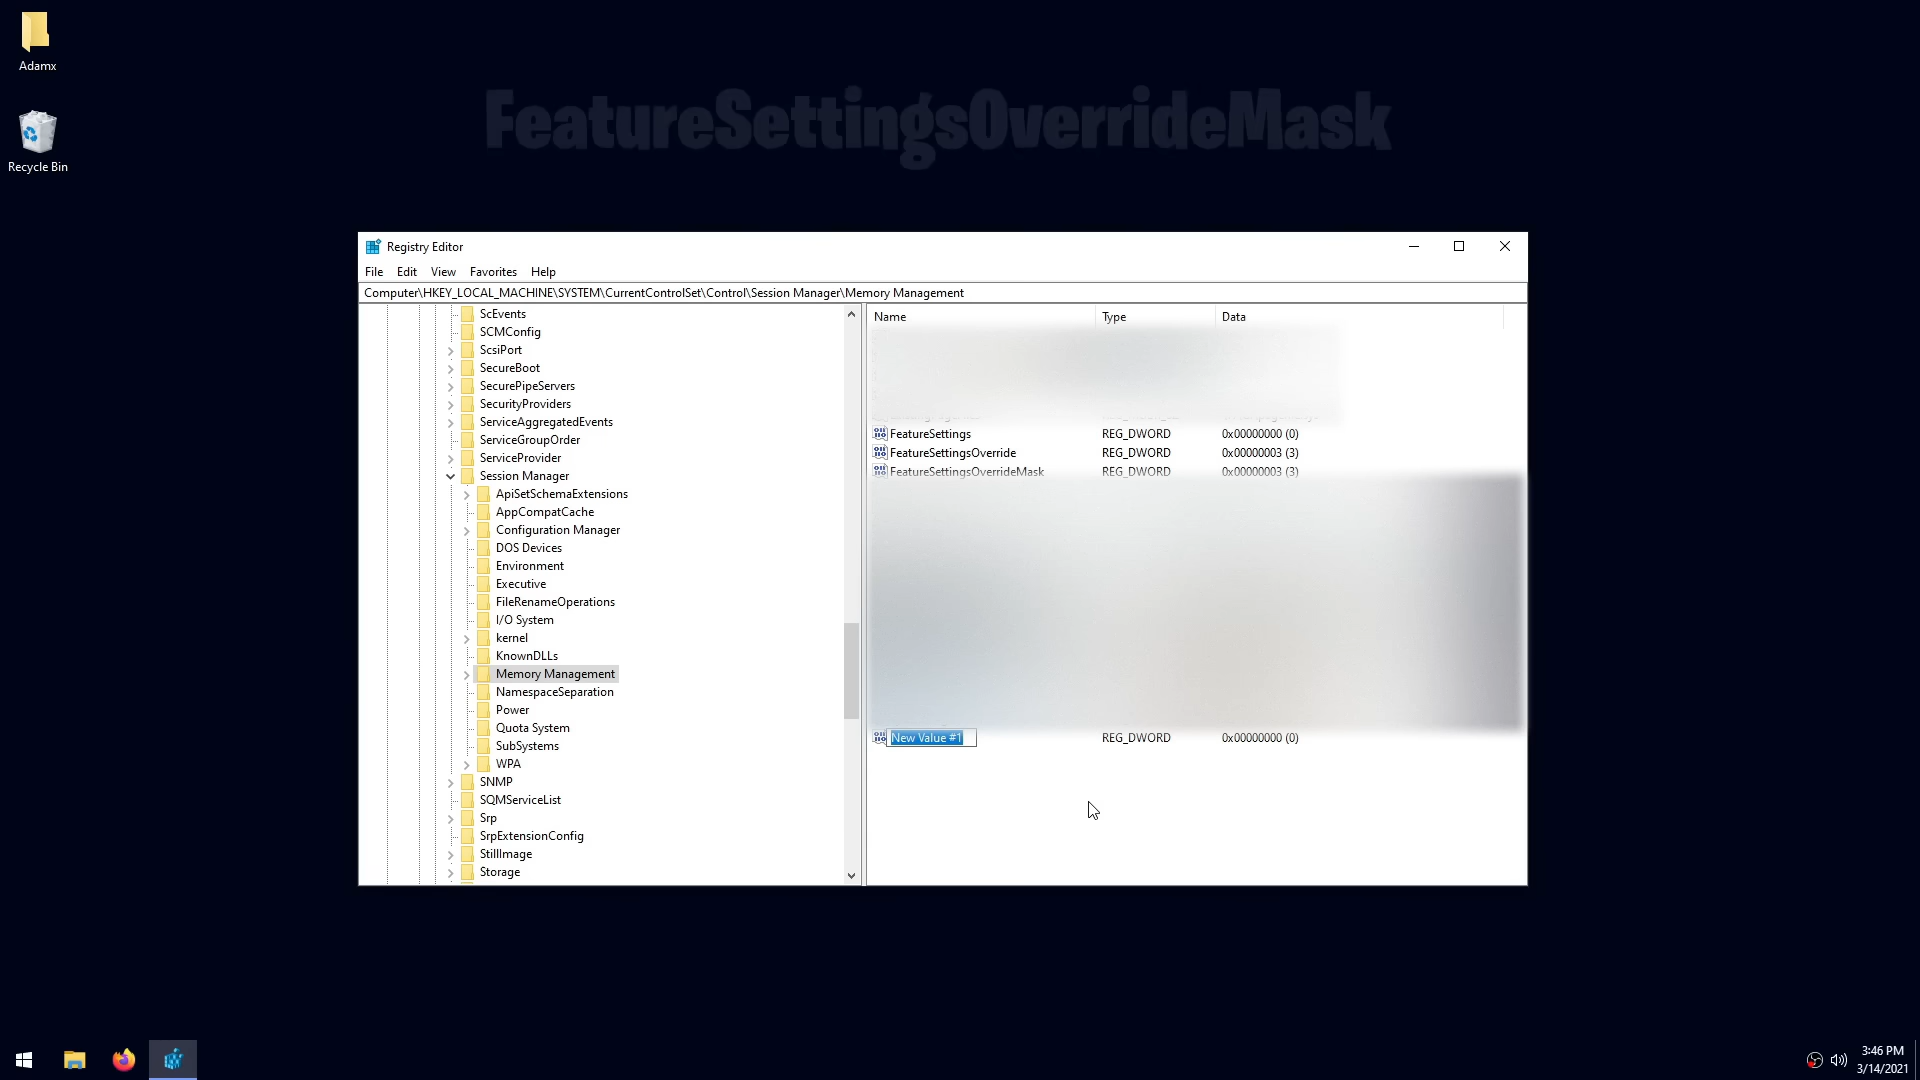 Adamx
Recycle Bin
FeatureSettingsOverrideMask
Registry Editor
File Edit View Favorites Help
Computer\HKEY_LOCAL_MACHINE\SYSTEM\CurrentControlSet\Control\Session Manager\Memory Management
ScEvents
SCMConfig
ScsiPort
SecureBoot
SecurePipeServers
SecurityProviders
ServiceAggregatedEvents
ServiceGroupOrder
ServiceProvider
Session Manager
ApiSetSchemaExtensions
AppCompatCache
Configuration Manager
DOS Devices
Environment
Executive
FileRenameOperations
I/O System
kernel
KnownDLLs
Memory Management
NamespaceSeparation
Power
Quota System
SubSystems
WPA
SNMP
SQMServiceList
Srp
SrpExtensionConfig
StillImage
Storage
Name Type Data
FeatureSettings REG_DWORD 0x00000000 (0)
FeatureSettingsOverride REG_DWORD 0x00000003 (3)
FeatureSettingsOverrideMask REG_DWORD 0x00000003 (3)
New Value #1 REG_DWORD 0x00000000 (0)
3:46 PM
3/14/2021